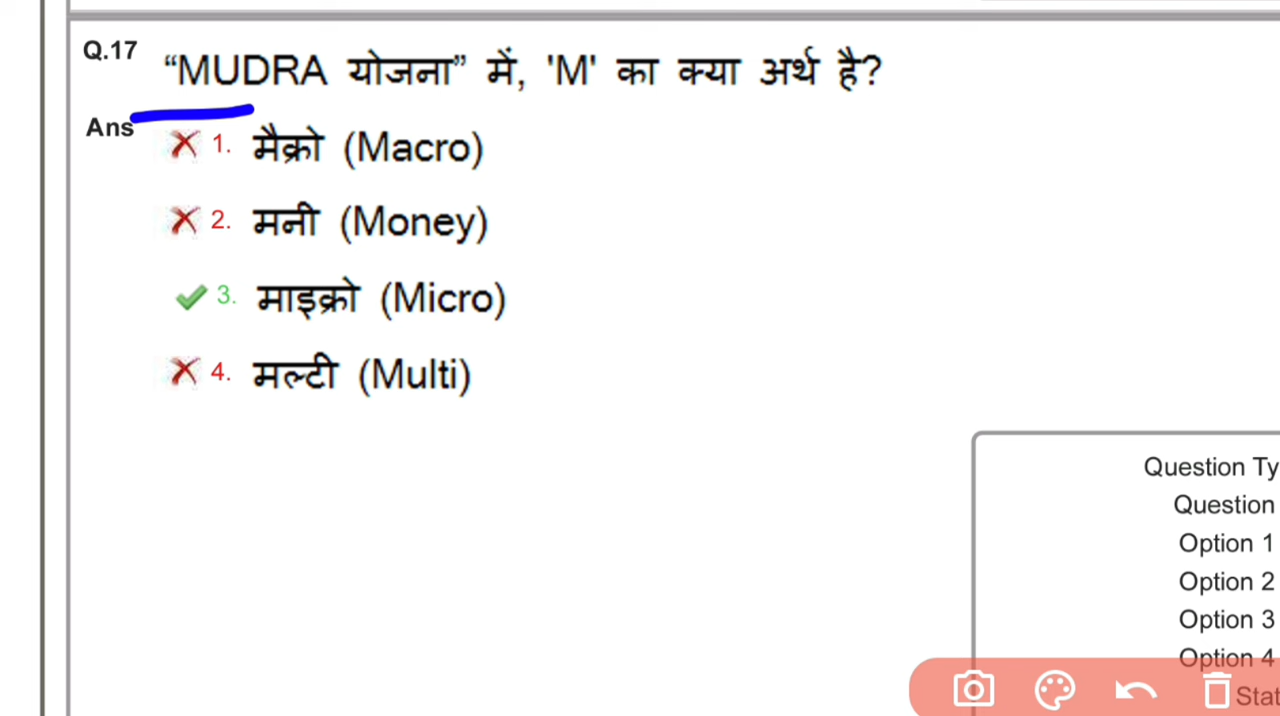 Q.17 “MUDRA योजना” में, 'M' का क्या अर्थ है?
Ans
1. मैक्रो (Macro)
2. मनी (Money)
3. माइक्रो (Micro)
4. मल्टी (Multi)
Question Ty
Question
Option 1
Option 2
Option 3
Option 4
Stat